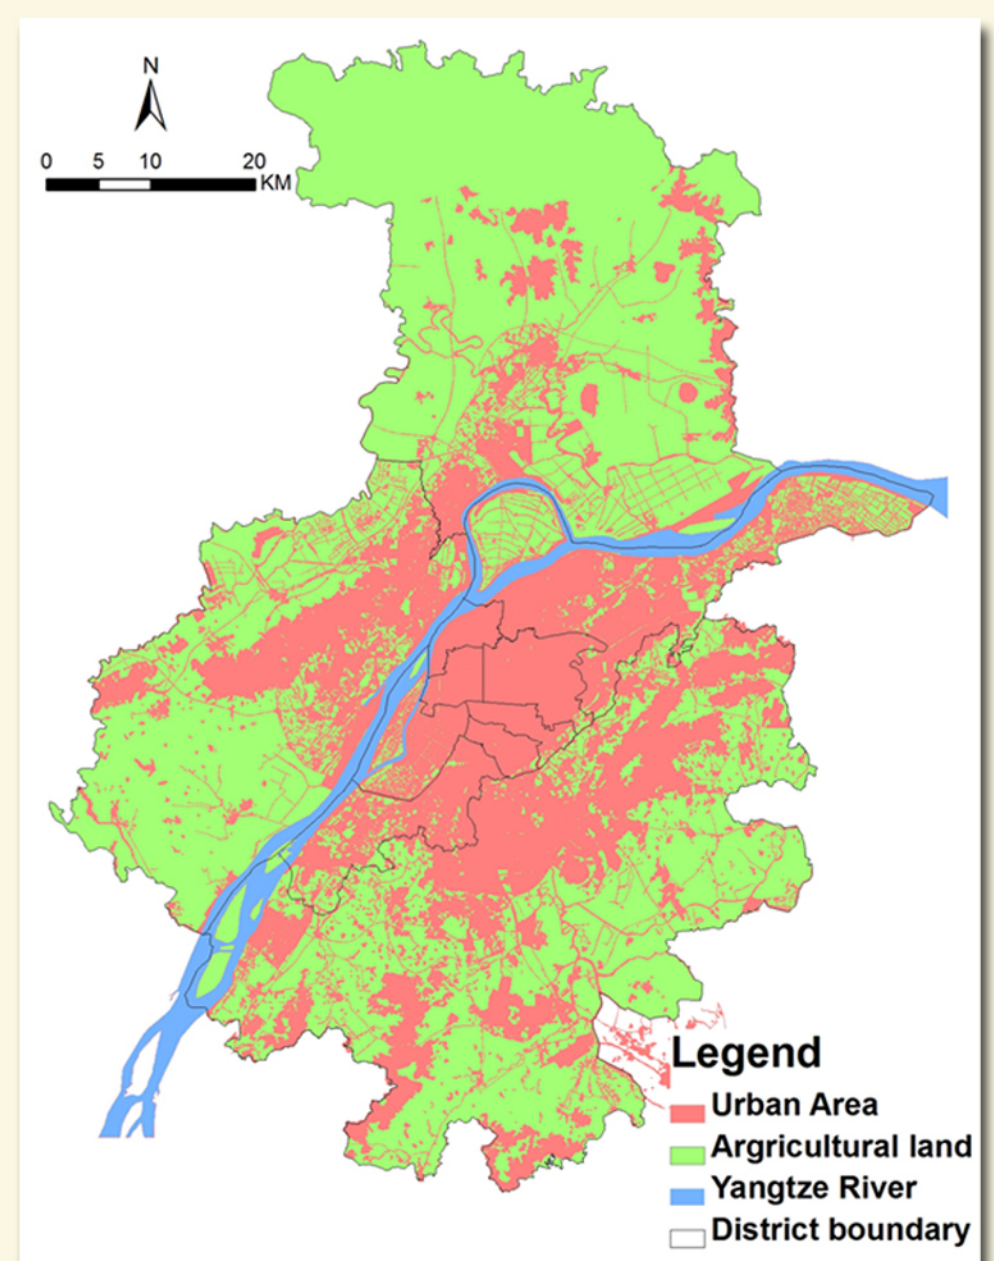 N
0 5 10 20
KM
Legend
Urban Area
Argricultural land
Yangtze River
District boundary